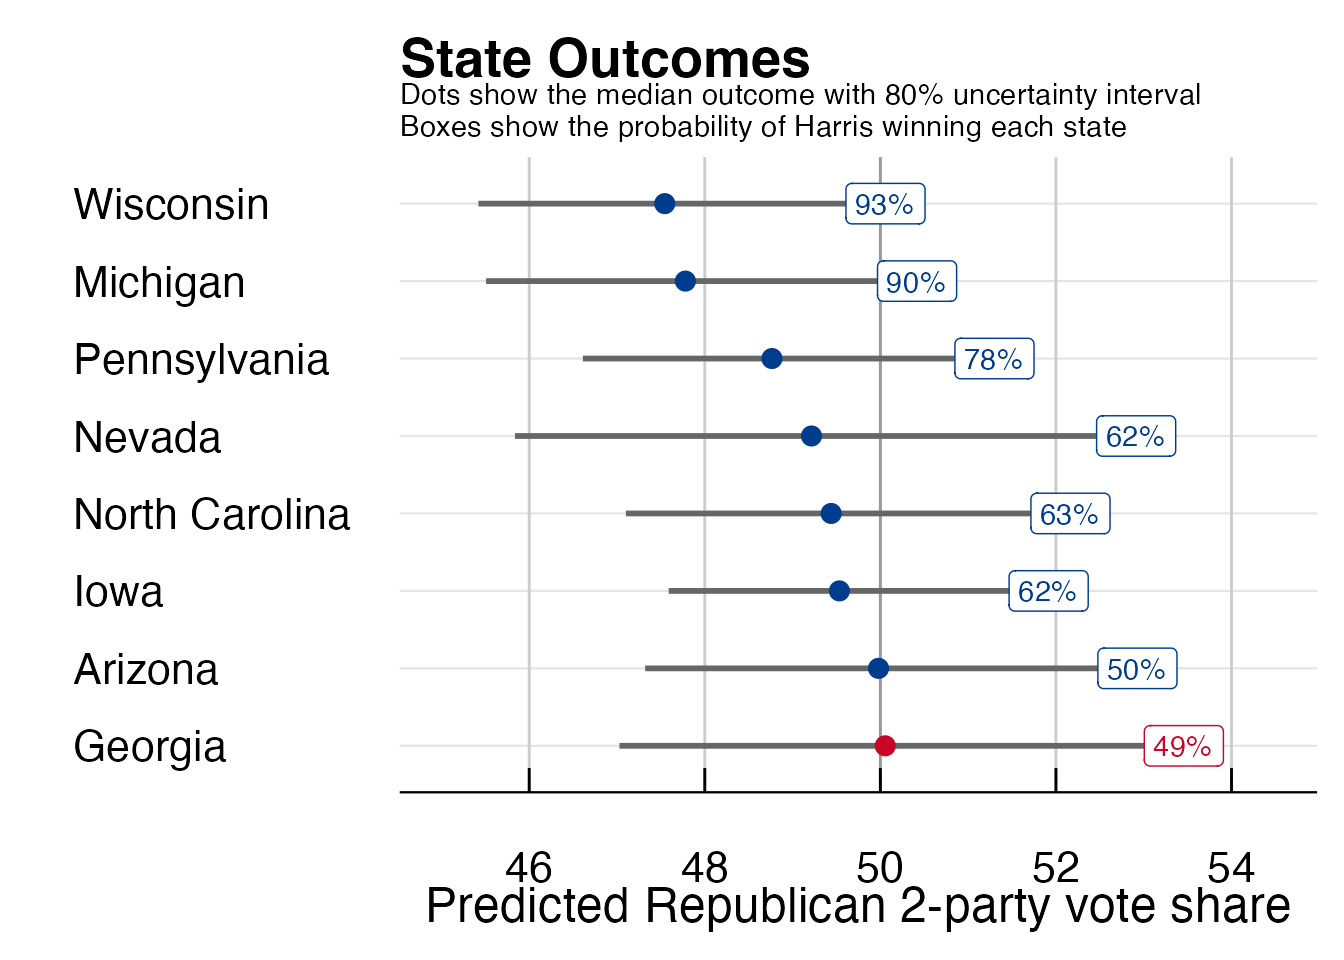 State Outcomes
Dots show the median outcome with 80% uncertainty interval
Boxes show the probability of Harris winning each state
Wisconsin 93%
Michigan 90%
Pennsylvania 78%
Nevada 62%
North Carolina 63%
Iowa 62%
Arizona 50%
Georgia 49%
46 48 50 52 54
Predicted Republican 2-party vote share